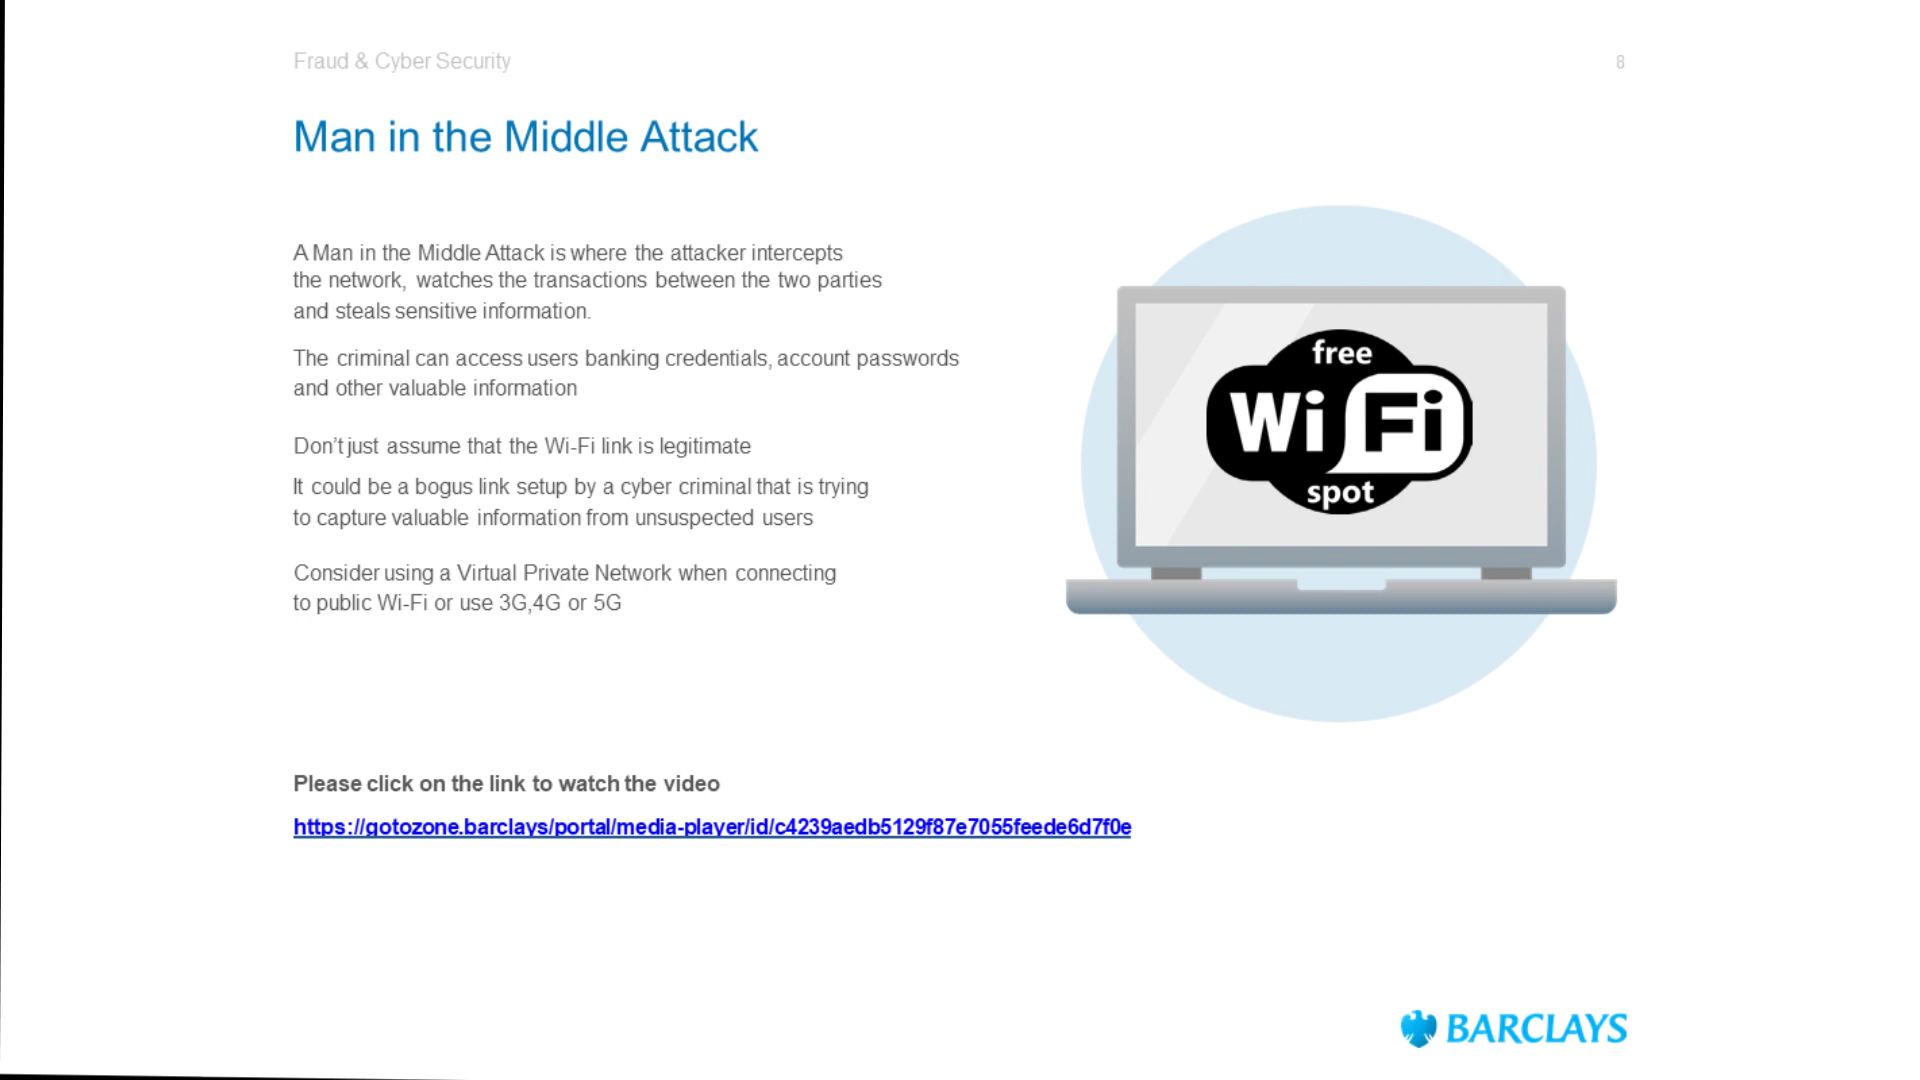 Fraud & Cyber Security
8
Man in the Middle Attack
A Man in the Middle Attack is where the attacker intercepts
the network, watches the transactions between the two parties
and steals sensitive information.
The criminal can access users banking credentials, account passwords
and other valuable information
Don't just assume that the Wi-Fi link is legitimate
It could be a bogus link setup by a cyber criminal that is trying
to capture valuable information from unsuspected users
Consider using a Virtual Private Network when connecting
to public Wi-Fi or use 3G,4G or 5G
free
WiFi
spot
Please click on the link to watch the video
https://gotozone.barclays/portal/media-player/id/c4239aedb5129f87e7055feede6d7f0e
BARCLAYS